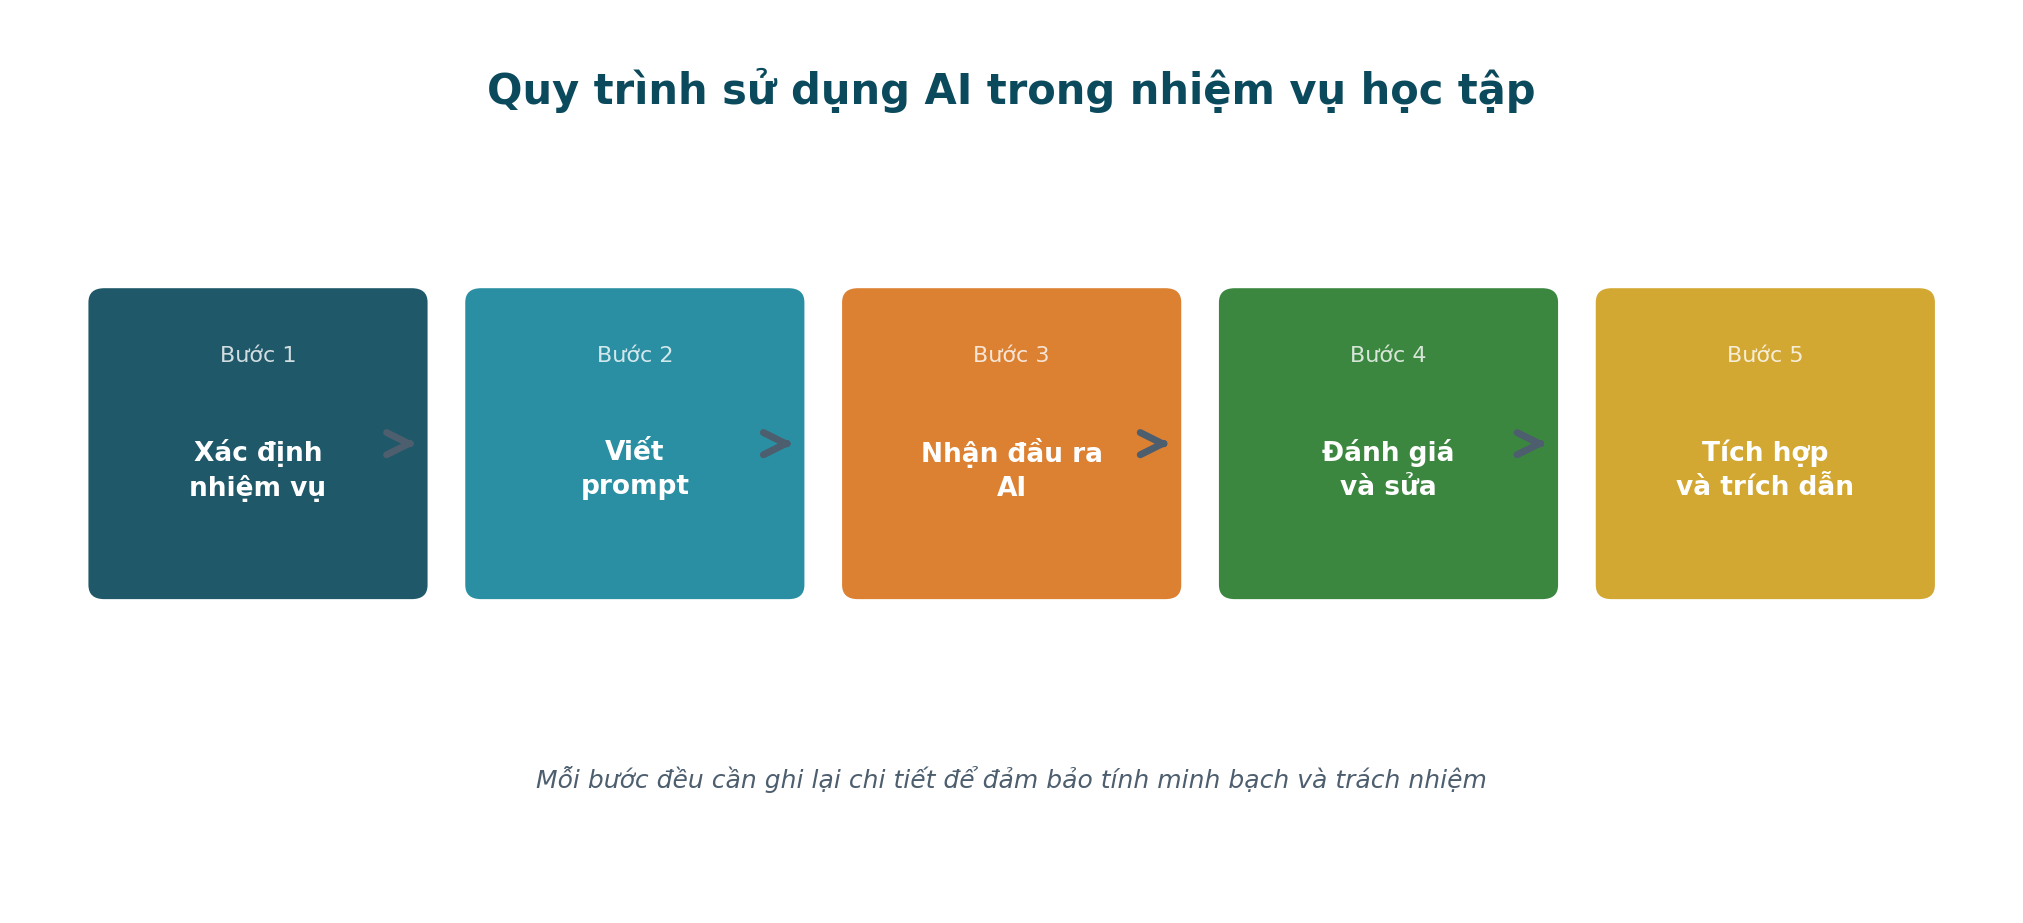 Quy trình sử dụng AI trong nhiệm vụ học tập
Bước 1
Xác định
nhiệm vụ
Bước 2
Viết
prompt
Bước 3
Nhận đầu ra
AI
Bước 4
Đánh giá
và sửa
Bước 5
Tích hợp
và trích dẫn
Mỗi bước đều cần ghi lại chi tiết để đảm bảo tính minh bạch và trách nhiệm